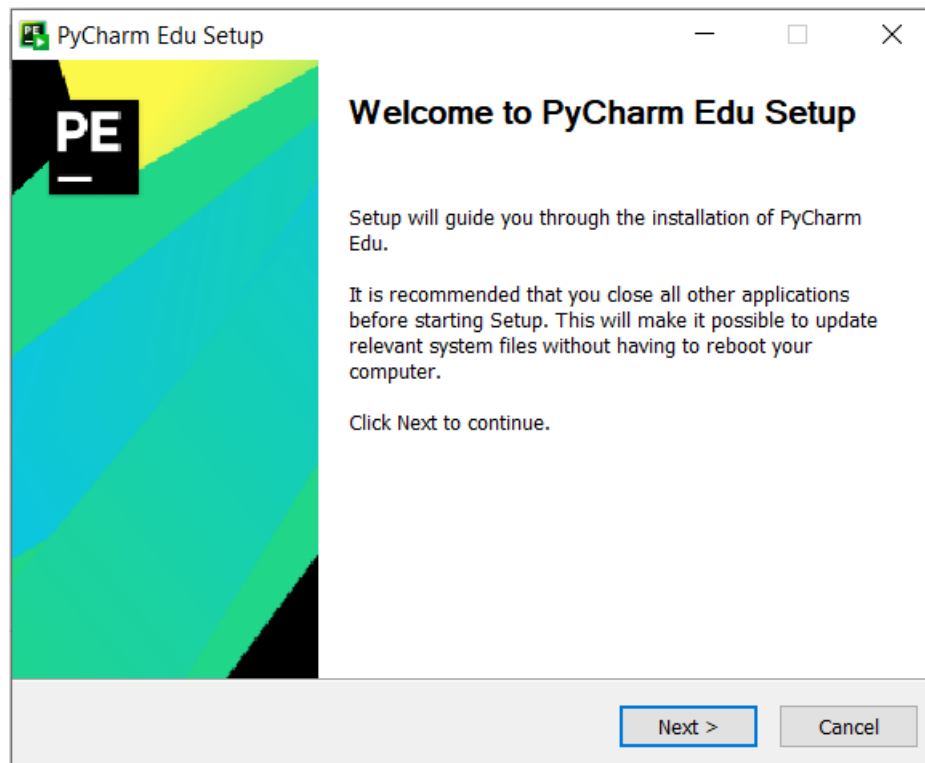 PyCharm Edu Setup
PE
Welcome to PyCharm Edu Setup
Setup will guide you through the installation of PyCharm
Edu.
It is recommended that you close all other applications
before starting Setup. This will make it possible to update
relevant system files without having to reboot your
computer.
Click Next to continue.
Next >
Cancel